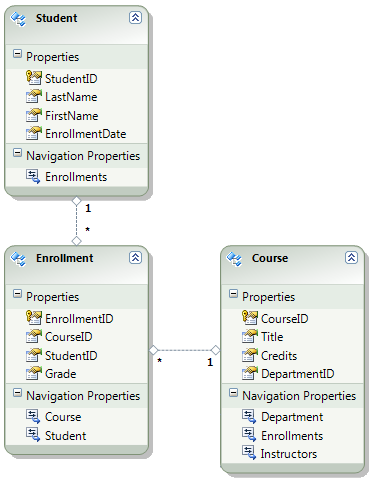 Student
Properties
StudentID
LastName
FirstName
EnrollmentDate
Navigation Properties
Enrollments
1
*
Enrollment
Properties
EnrollmentID
CourseID
StudentID
Grade
Navigation Properties
Course
Student
* 1
Course
Properties
CourseID
Title
Credits
DepartmentID
Navigation Properties
Department
Enrollments
Instructors